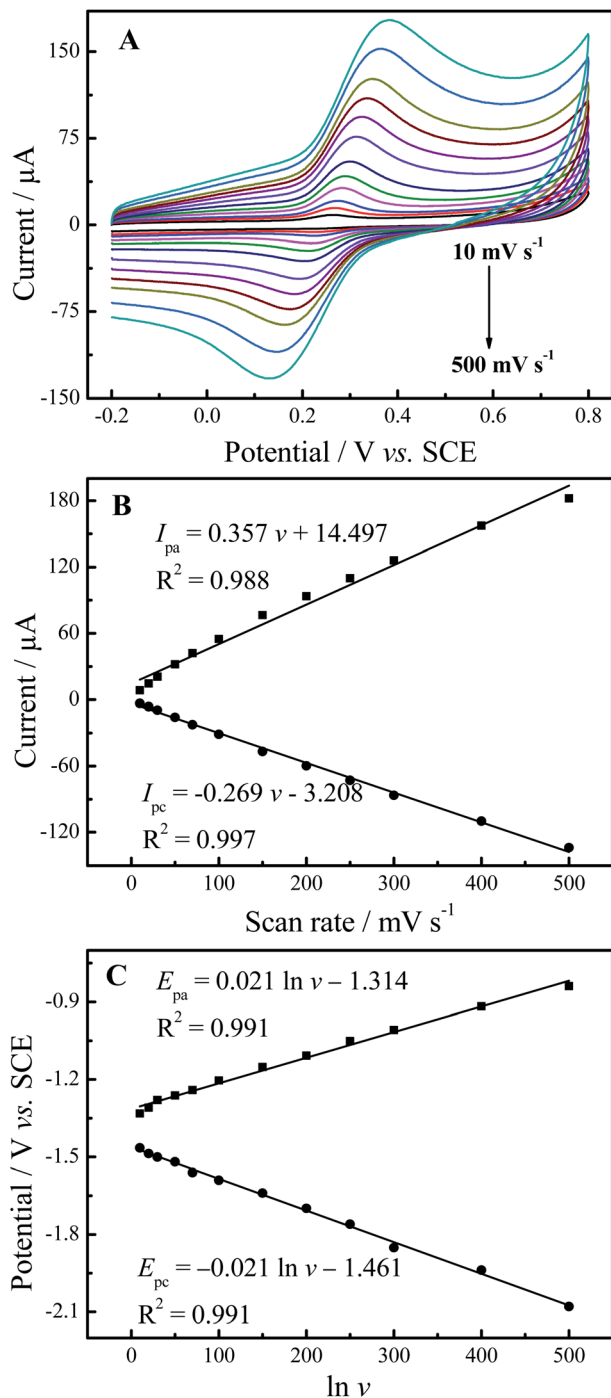 A
150
75
0
-75
-150
Current / μA
10 mV s⁻¹
500 mV s⁻¹
-0.2 0.0 0.2 0.4 0.6 0.8
Potential / V vs. SCE
B
180
120
60
0
-60
-120
Current / μA
I_pa = 0.357 v + 14.497
R² = 0.988
I_pc = -0.269 v - 3.208
R² = 0.997
0 100 200 300 400 500
Scan rate / mV s⁻¹
C
-0.9
-1.2
-1.5
-1.8
-2.1
Potential / V vs. SCE
E_pa = 0.021 ln v – 1.314
R² = 0.991
E_pc = –0.021 ln v – 1.461
R² = 0.991
0 100 200 300 400 500
ln v